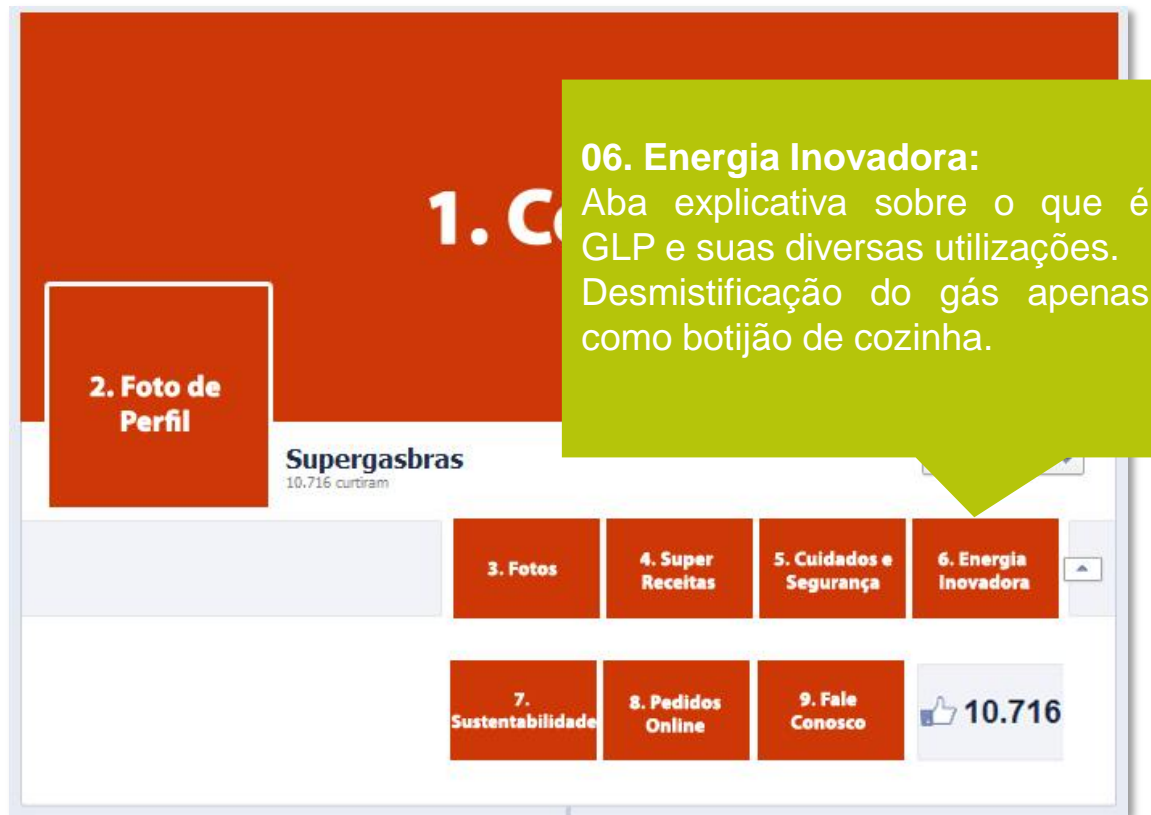 1. C
06. Energia Inovadora:
Aba explicativa sobre o que é
GLP e suas diversas utilizações.
Desmistificação do gás apenas
como botijão de cozinha.
2. Foto de
Perfil
Supergasbras
10.716 curtiram
3. Fotos
4. Super
Receitas
5. Cuidados e
Segurança
6. Energia
Inovadora
7.
Sustentabilidade
8. Pedidos
Online
9. Fale
Conosco
10.716